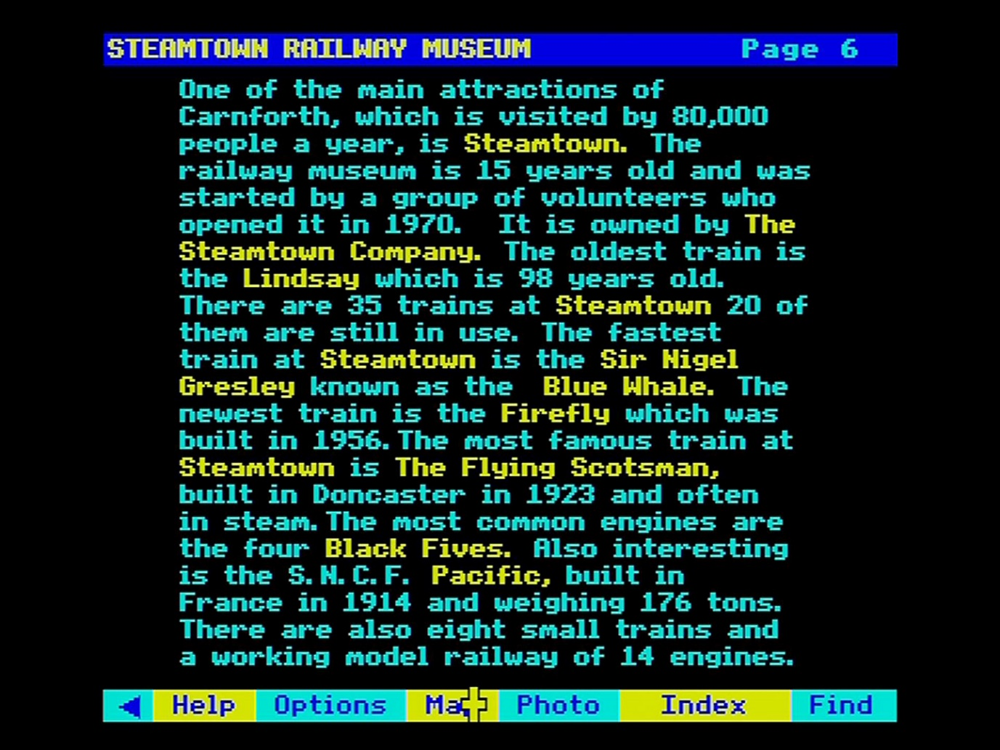 STEAMTOWN RAILWAY MUSEUM Page 6
One of the main attractions of
Carnforth, which is visited by 80,000
people a year, is Steamtown. The
railway museum is 15 years old and was
started by a group of volunteers who
opened it in 1970. It is owned by The
Steamtown Company. The oldest train is
the Lindsay which is 98 years old.
There are 35 trains at Steamtown 20 of
them are still in use. The fastest
train at Steamtown is the Sir Nigel
Gresley known as the Blue Whale. The
newest train is the Firefly which was
built in 1956. The most famous train at
Steamtown is The Flying Scotsman,
built in Doncaster in 1923 and often
in steam. The most common engines are
the four Black Fives. Also interesting
is the S.N.C.F. Pacific, built in
France in 1914 and weighing 176 tons.
There are also eight small trains and
a working model railway of 14 engines.
Help Options Map Photo Index Find